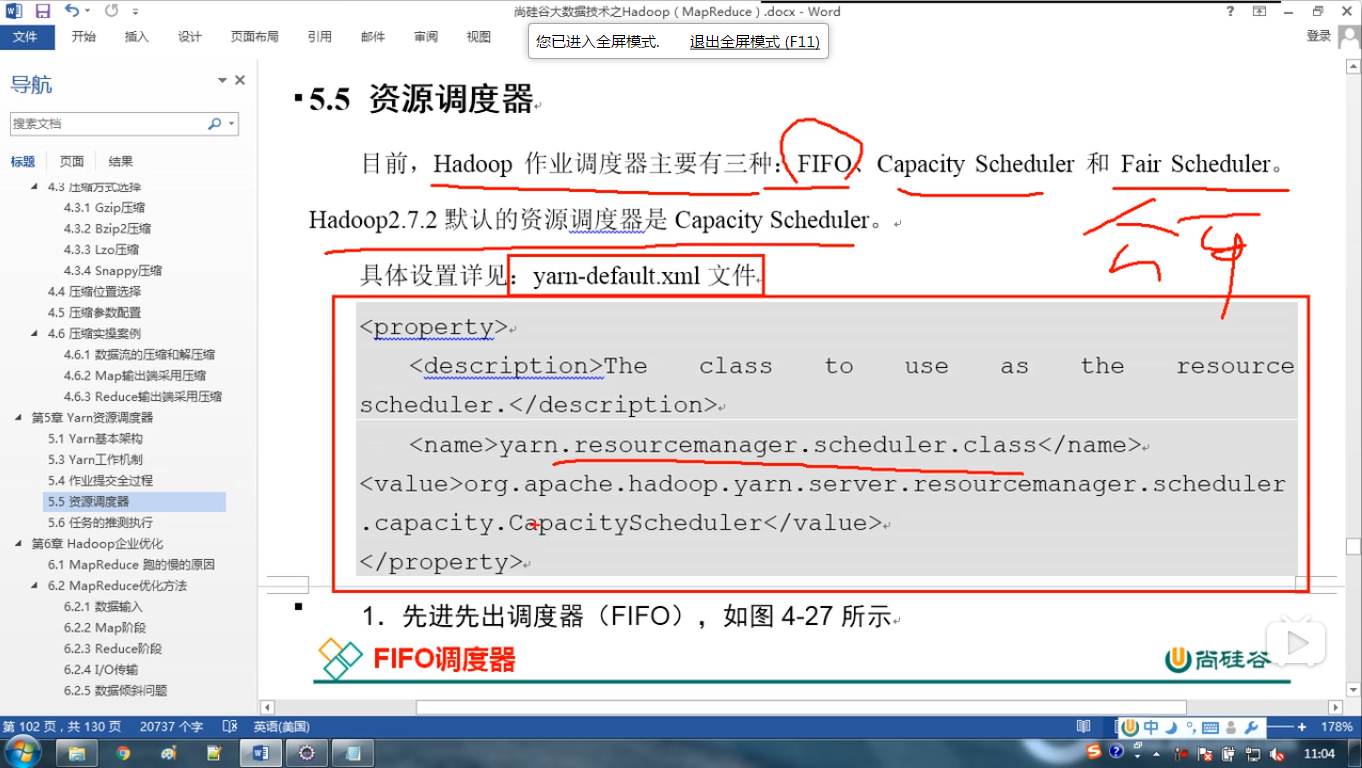 尚硅谷大数据技术之Hadoop（MapReduce）.docx - Word
文件 开始 插入 设计 页面布局 引用 邮件 审阅 视图 登录
您已进入全屏模式. 退出全屏模式 (F11)
导航
搜索文档
标题 页面 结果
4.3 压缩方式选择
4.3.1 Gzip压缩
4.3.2 Bzip2压缩
4.3.3 Lzo压缩
4.3.4 Snappy压缩
4.4 压缩位置选择
4.5 压缩参数配置
4.6 压缩实操案例
4.6.1 数据流的压缩和解压缩
4.6.2 Map输出端采用压缩
4.6.3 Reduce输出端采用压缩
第5章 Yarn资源调度器
5.1 Yarn基本架构
5.3 Yarn工作机制
5.4 作业提交全过程
5.5 资源调度器
5.6 任务的推测执行
第6章 Hadoop企业优化
6.1 MapReduce 跑的慢的原因
6.2 MapReduce优化方法
6.2.1 数据输入
6.2.2 Map阶段
6.2.3 Reduce阶段
6.2.4 I/O传输
6.2.5 数据倾斜问题
5.5 资源调度器
目前，Hadoop 作业调度器主要有三种：FIFO、Capacity Scheduler 和 Fair Scheduler。
Hadoop2.7.2 默认的资源调度器是 Capacity Scheduler。
具体设置详见：yarn-default.xml 文件
<property>
<description>The class to use as the resource
scheduler.</description>
<name>yarn.resourcemanager.scheduler.class</name>
<value>org.apache.hadoop.yarn.server.resourcemanager.scheduler
.capacity.CapacityScheduler</value>
</property>
1．先进先出调度器（FIFO），如图 4-27 所示
FIFO调度器
尚硅谷
第 102 页，共 130 页 20737 个字 英语(美国) 中 178%
11:04